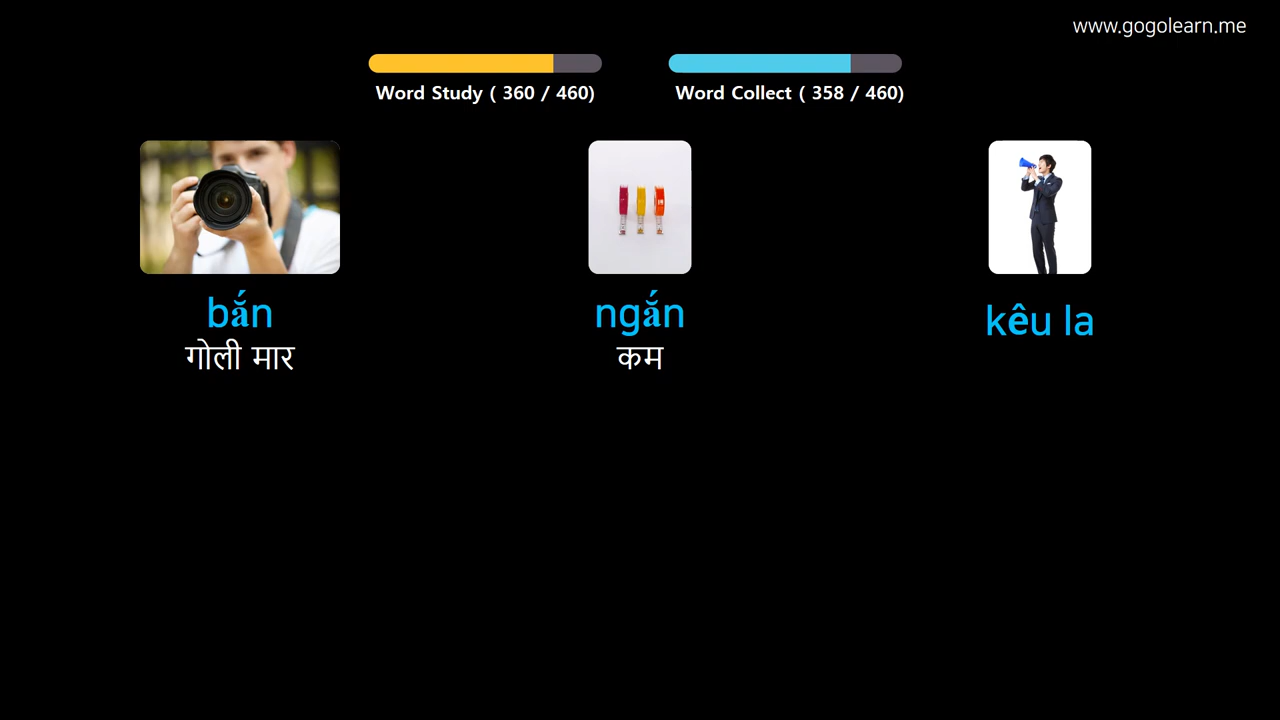 www.gogolearn.me
Word Study ( 360 / 460)
Word Collect ( 358 / 460)
bắn
गोली मार
ngắn
कम
kêu la